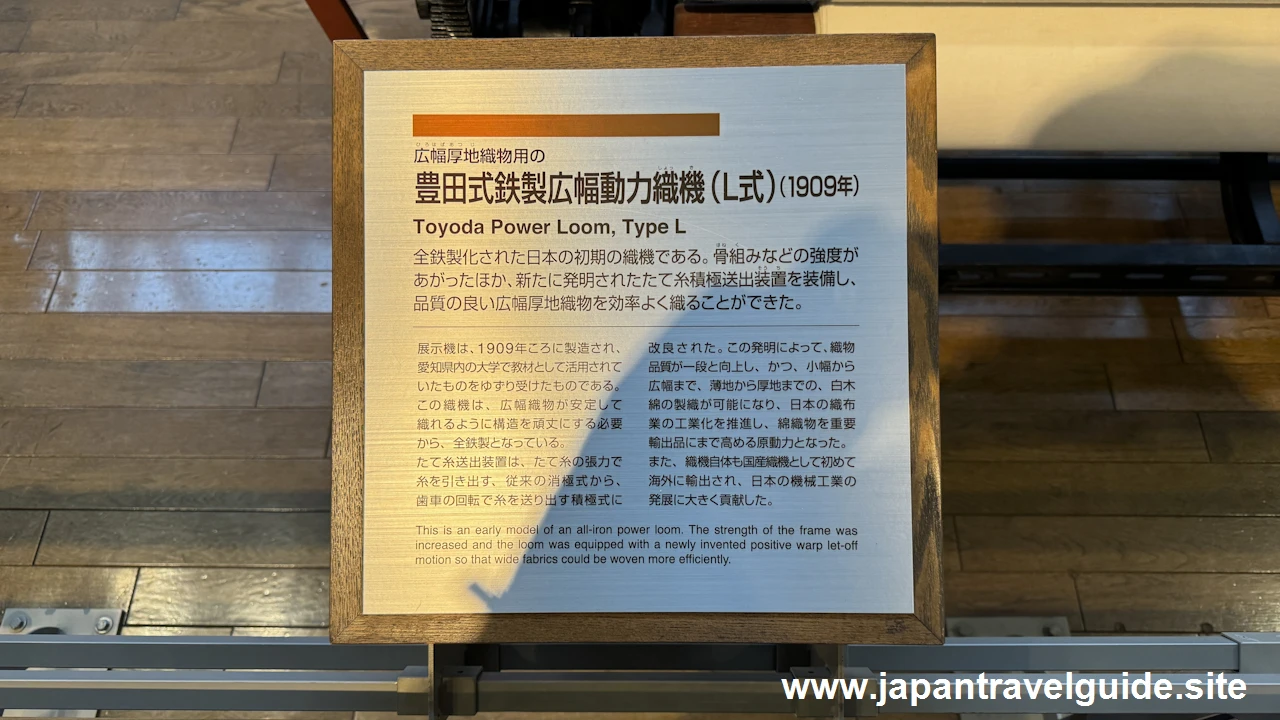 広幅厚地織物用の
豊田式鉄製広幅動力織機（L式）（1909年）
Toyoda Power Loom, Type L
全鉄製化された日本の初期の織機である。骨組みなどの強度が
あがったほか、新たに発明されたたて糸積極送出装置を装備し、
品質の良い広幅厚地織物を効率よく織ることができた。
展示機は、1909年ころに製造され、
愛知県内の大学で教材として活用されて
いたものをゆずり受けたものである。
この織機は、広幅織物が安定して
織れるように構造を頑丈にする必要
から、全鉄製となっている。
たて糸送出装置は、たて糸の張力で
糸を引き出す、従来の消極式から、
歯車の回転で糸を送り出す積極式に
改良された。この発明によって、織物
品質が一段と向上し、かつ、小幅から
広幅まで、薄地から厚地までの、白木
綿の製織が可能になり、日本の織布
業の工業化を推進し、綿織物を重要
輸出品にまで高める原動力となった。
また、織機自体も国産織機として初めて
海外に輸出され、日本の機械工業の
発展に大きく貢献した。
This is an early model of an all-iron power loom. The strength of the frame was
increased and the loom was equipped with a newly invented positive warp let-off
motion so that wide fabrics could be woven more efficiently.
www.japantravelguide.site